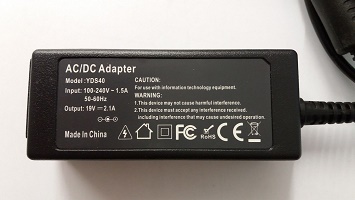 AC/DC Adapter
Model: YDS40
Input: 100-240V ~ 1.5A
50-60Hz
Output: 19V ⎓ 2.1A
CAUTION:
For use with information technology equipment.
WARNING:
1.This device may not cause harmful interference.
2.This device must accept any interference received.
including interference that may cause undesired operation.
Made In China
FC
RoHS
CE